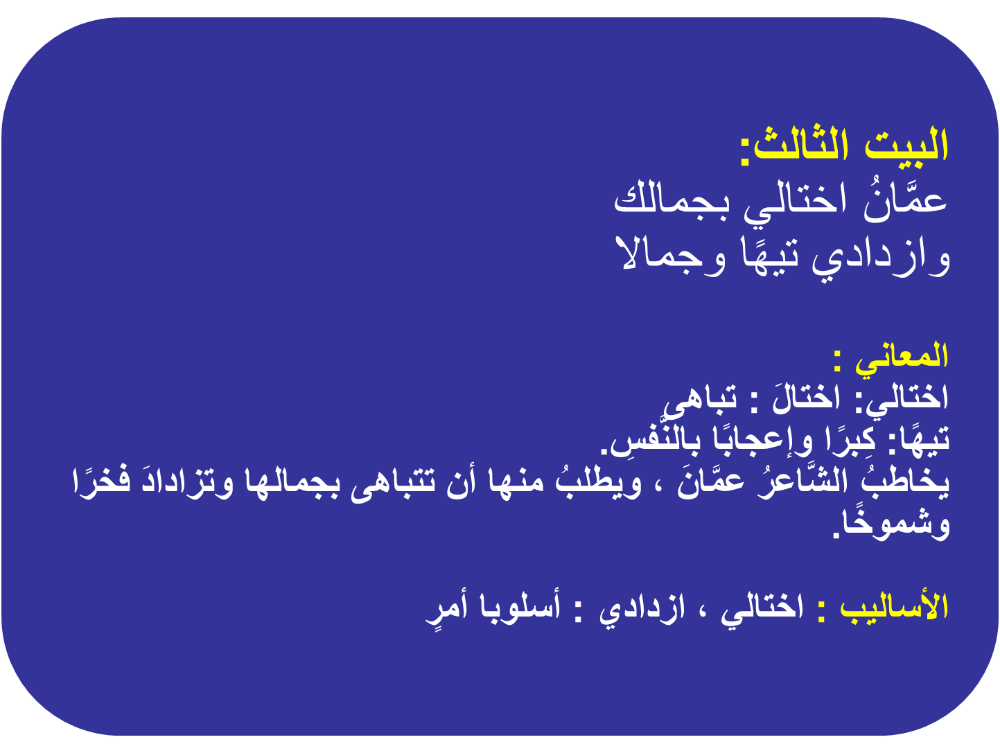 البيت الثالث:
عمَّانُ اختالي بجمالك
وازدادي تيهًا وجمالا
المعاني :
اختالي: اختالَ : تباهى
تيهًا: كِبرًا وإعجابًا بالنَّفسِ.
يخاطبُ الشَّاعرُ عمَّانَ ، ويطلبُ منها أن تتباهى بجمالها وتزدادَ فخرًا
وشموخًا.
الأساليب : اختالي ، ازدادي : أسلوبا أمرٍ